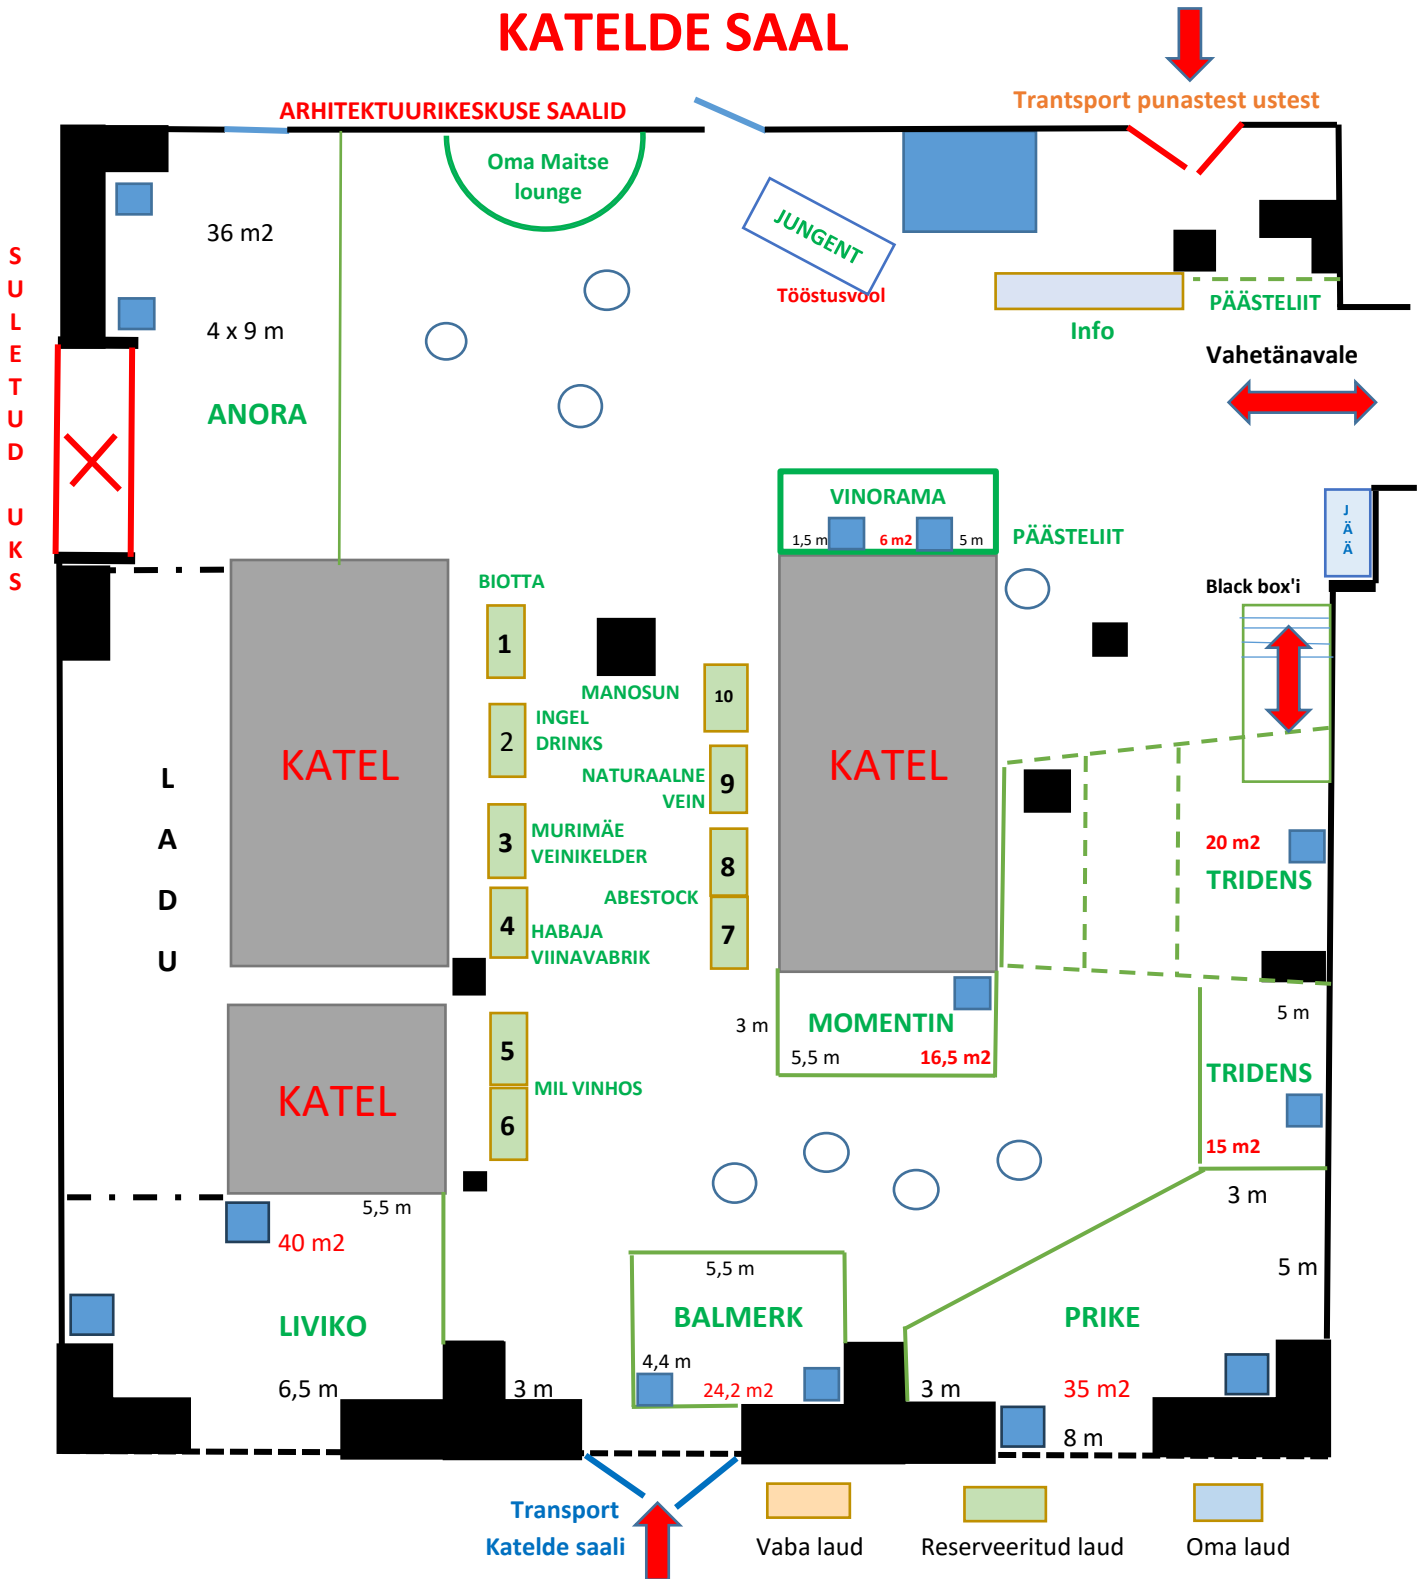 KATELDE SAAL
ARHITEKTUURIKESKUSE SAALID
Trantsport punastest ustest
Oma Maitse
lounge
36 m2
JUNGENT
Tööstusvool
PÄÄSTELIIT
Info
4 x 9 m
Vahetänavale
ANORA
SULETUD UKS
VINORAMA
1,5 m
6 m2
5 m
PÄÄSTELIIT
JÄÄ
Black box'i
BIOTTA
1
MANOSUN
10
INGEL
DRINKS
2
KATEL
KATEL
NATURAALNE
VEIN
9
LADU
3
MURIMÄE
VEINIKELDER
8
20 m2
TRIDENS
ABESTOCK
4
HABAJA
VIINAVABRIK
7
3 m
MOMENTIN
5,5 m
16,5 m2
5 m
5
TRIDENS
MIL VINHOS
KATEL
6
15 m2
5,5 m
3 m
40 m2
5,5 m
5 m
LIVIKO
BALMERK
PRIKE
4,4 m
6,5 m
3 m
24,2 m2
3 m
35 m2
8 m
Transport
Katelde saali
Vaba laud
Reserveeritud laud
Oma laud